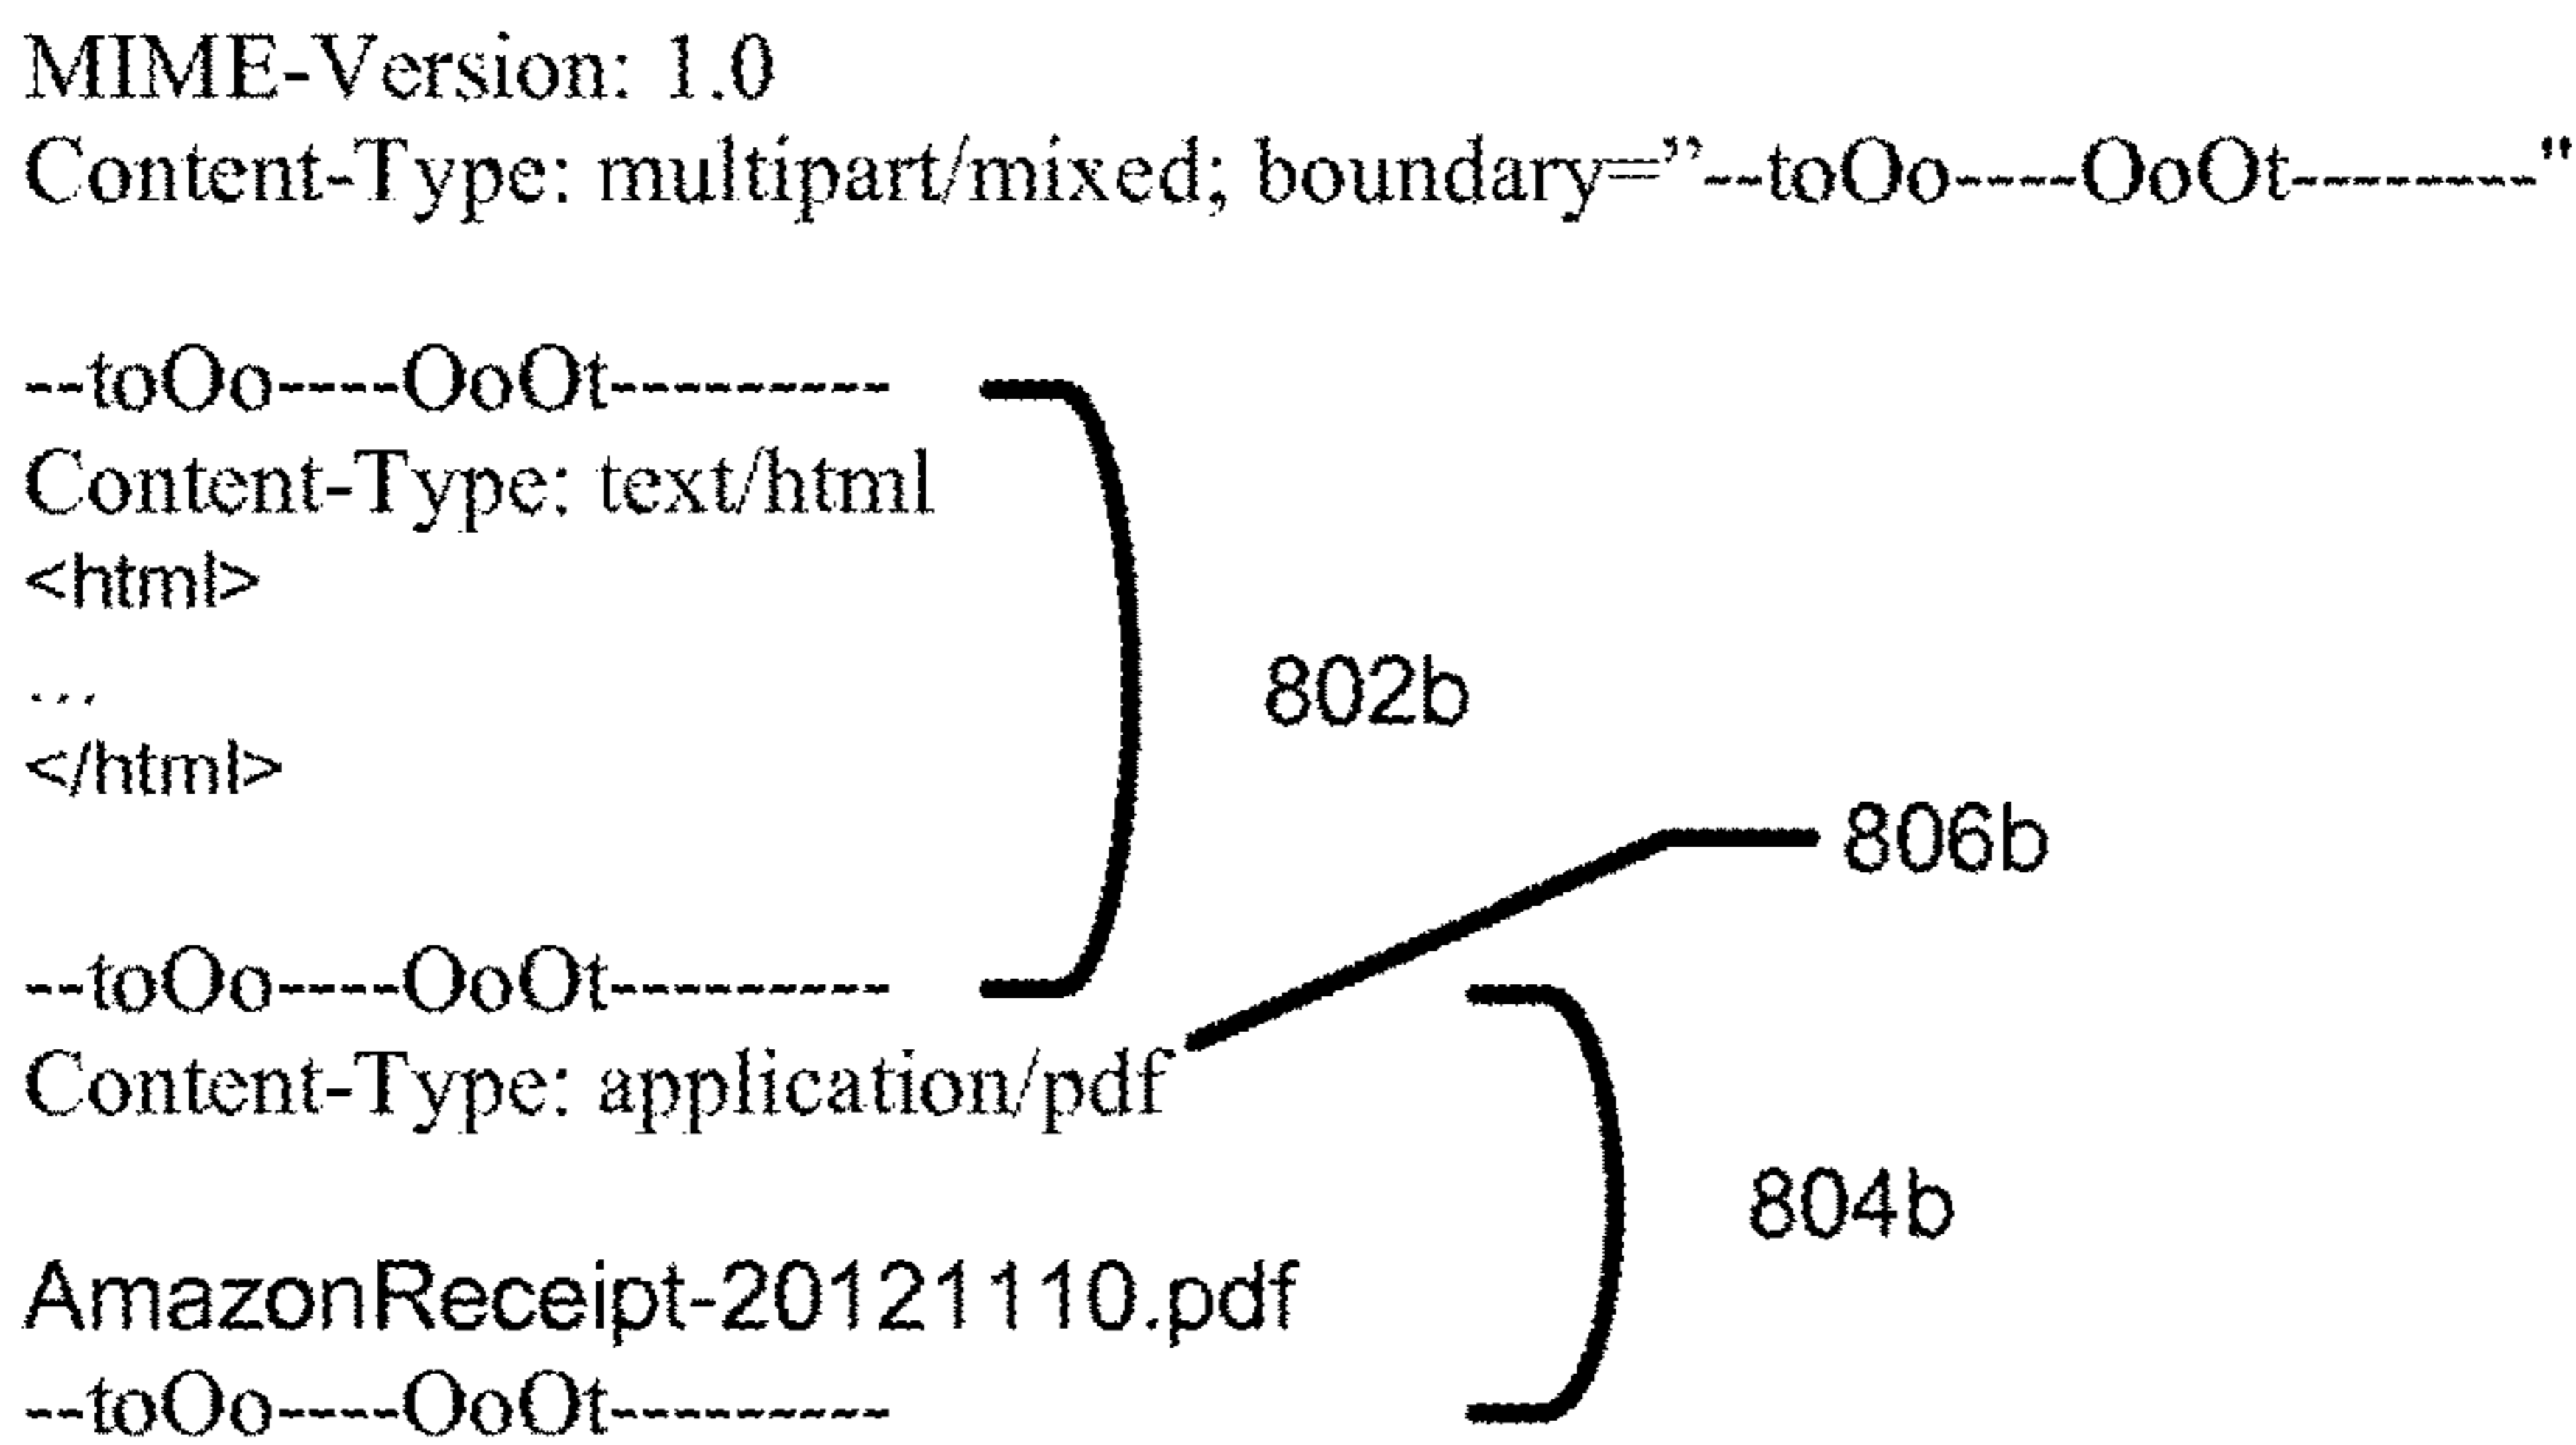 MIME-Version: 1.0
Content-Type: multipart/mixed; boundary=”--toOo----OoOt--------"
--toOo----OoOt---------
Content-Type: text/html
<html>
...
</html>
802b
806b
--toOo----OoOt---------
Content-Type: application/pdf
804b
AmazonReceipt-20121110.pdf
--toOo----OoOt---------